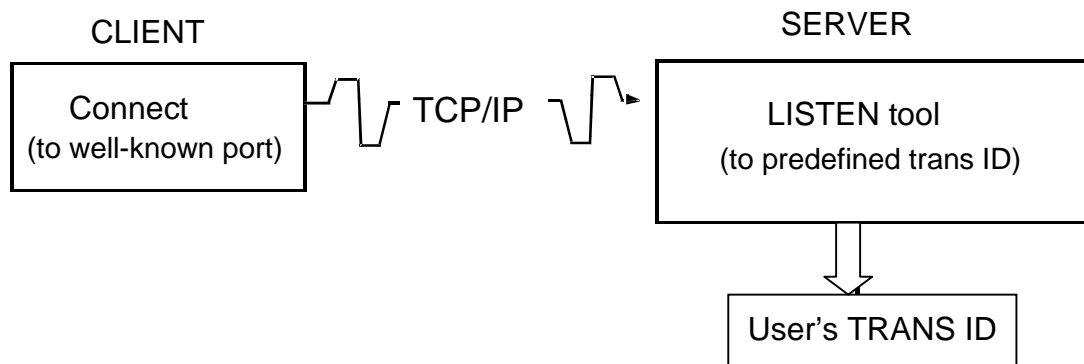 CLIENT
Connect
(to well-known port)
TCP/IP
SERVER
LISTEN tool
(to predefined trans ID)
User's TRANS ID